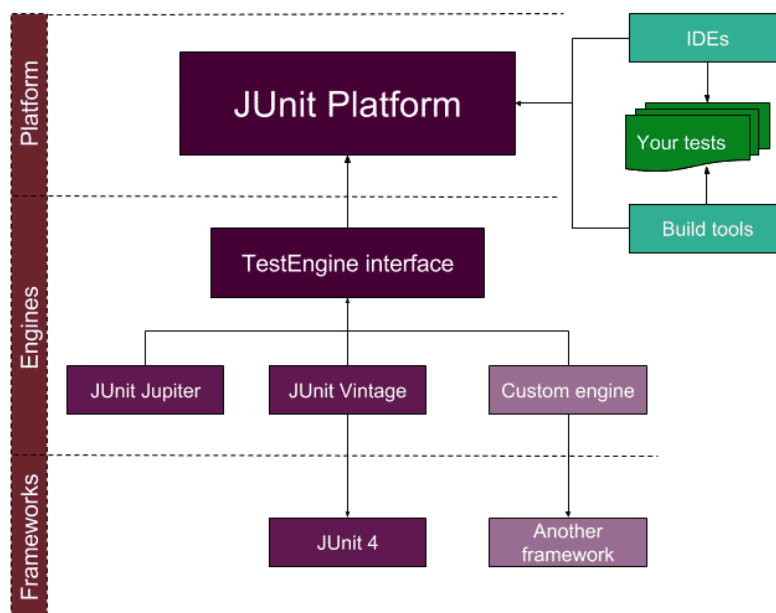 Platform
JUnit Platform
IDEs
Your tests
Build tools
Engines
TestEngine interface
JUnit Jupiter
JUnit Vintage
Custom engine
Frameworks
JUnit 4
Another
framework